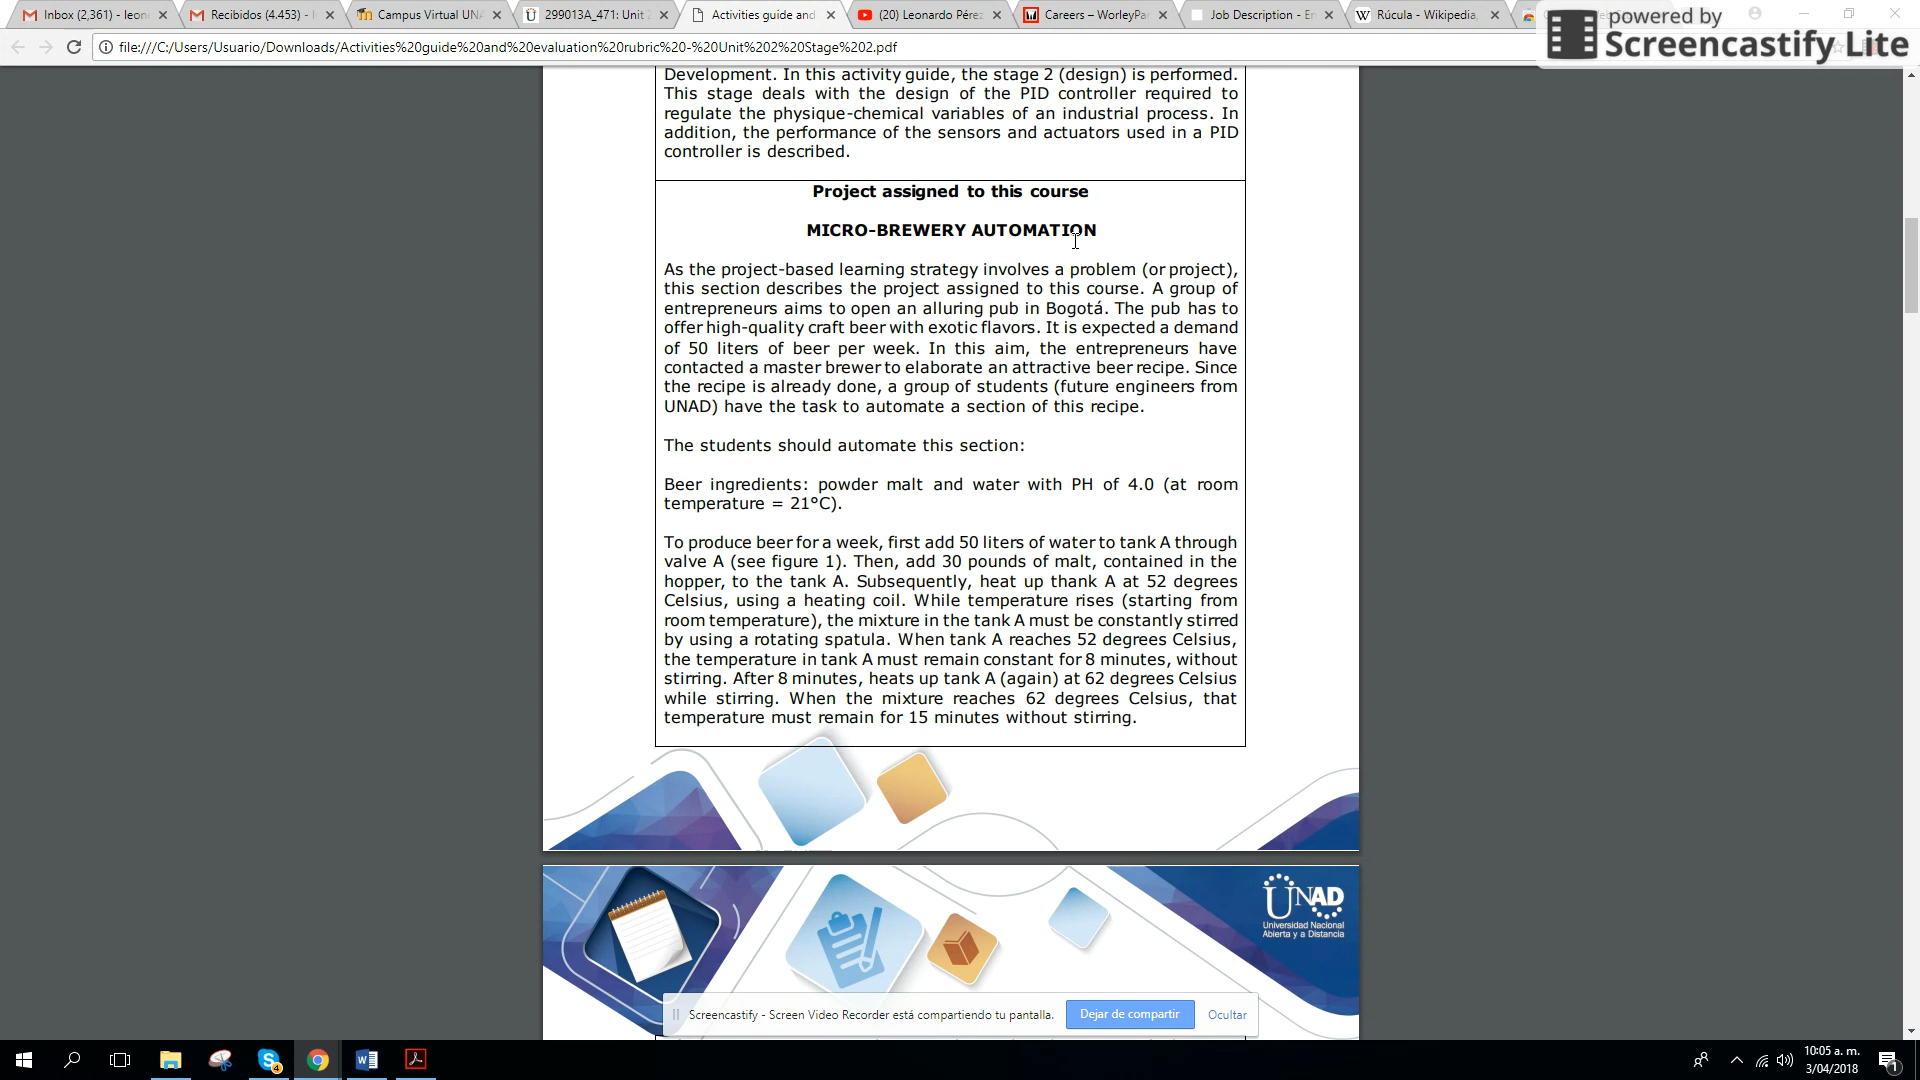 Inbox (2,361) - leon
Recibidos (4.453) - l
Campus Virtual UNA
299013A_471: Unit 2
Activities guide and
(20) Leonardo Pérez
Careers – WorleyPa
Job Description - En
Rúcula - Wikipedia,
powered by
Screencastify Lite
file:///C:/Users/Usuario/Downloads/Activities%20guide%20and%20evaluation%20rubric%20-%20Unit%202%20Stage%202.pdf
Development. In this activity guide, the stage 2 (design) is performed.
This stage deals with the design of the PID controller required to
regulate the physique-chemical variables of an industrial process. In
addition, the performance of the sensors and actuators used in a PID
controller is described.
Project assigned to this course
MICRO-BREWERY AUTOMATION
As the project-based learning strategy involves a problem (or project),
this section describes the project assigned to this course. A group of
entrepreneurs aims to open an alluring pub in Bogotá. The pub has to
offer high-quality craft beer with exotic flavors. It is expected a demand
of 50 liters of beer per week. In this aim, the entrepreneurs have
contacted a master brewer to elaborate an attractive beer recipe. Since
the recipe is already done, a group of students (future engineers from
UNAD) have the task to automate a section of this recipe.
The students should automate this section:
Beer ingredients: powder malt and water with PH of 4.0 (at room
temperature = 21°C).
To produce beer for a week, first add 50 liters of water to tank A through
valve A (see figure 1). Then, add 30 pounds of malt, contained in the
hopper, to the tank A. Subsequently, heat up thank A at 52 degrees
Celsius, using a heating coil. While temperature rises (starting from
room temperature), the mixture in the tank A must be constantly stirred
by using a rotating spatula. When tank A reaches 52 degrees Celsius,
the temperature in tank A must remain constant for 8 minutes, without
stirring. After 8 minutes, heats up tank A (again) at 62 degrees Celsius
while stirring. When the mixture reaches 62 degrees Celsius, that
temperature must remain for 15 minutes without stirring.
UNAD
Universidad Nacional
Abierta y a Distancia
Screencastify - Screen Video Recorder está compartiendo tu pantalla.
Dejar de compartir
Ocultar
4
10:05 a. m.
3/04/2018
1